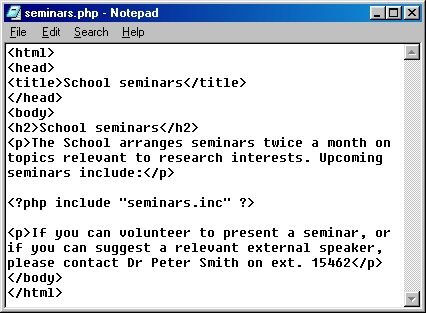 seminars.php - Notepad
File Edit Search Help
<html>
<head>
<title>School seminars</title>
</head>
<body>
<h2>School seminars</h2>
<p>The School arranges seminars twice a month on
topics relevant to research interests. Upcoming
seminars include:</p>
<?php include "seminars.inc" ?>
<p>If you can volunteer to present a seminar, or
if you can suggest a relevant external speaker,
please contact Dr Peter Smith on ext. 15462</p>
</body>
</html>